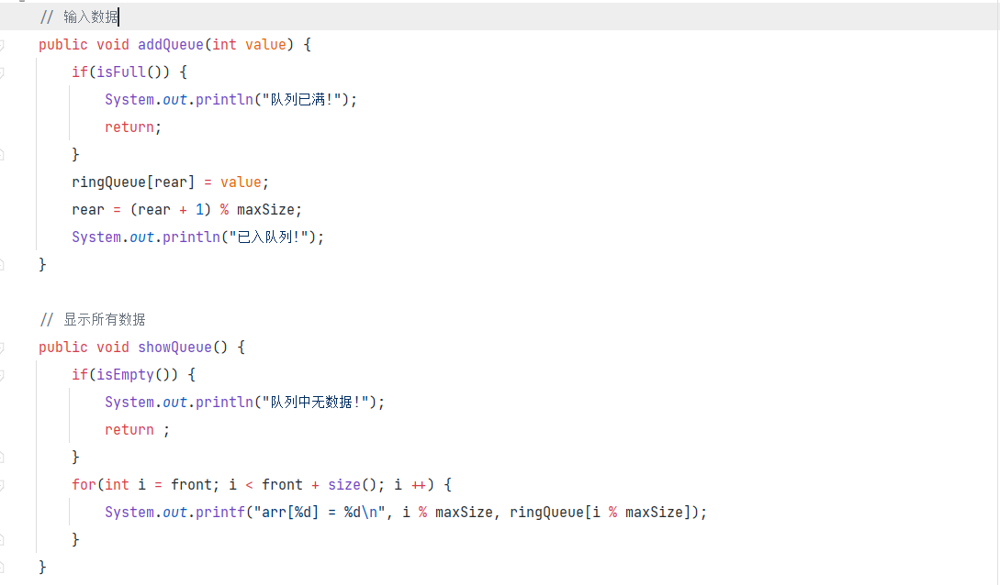 // 输入数据
public void addQueue(int value) {
if(isFull()) {
System.out.println("队列已满!");
return;
}
ringQueue[rear] = value;
rear = (rear + 1) % maxSize;
System.out.println("已入队列!");
}
// 显示所有数据
public void showQueue() {
if(isEmpty()) {
System.out.println("队列中无数据!");
return ;
}
for(int i = front; i < front + size(); i ++) {
System.out.printf("arr[%d] = %d\n", i % maxSize, ringQueue[i % maxSize]);
}
}